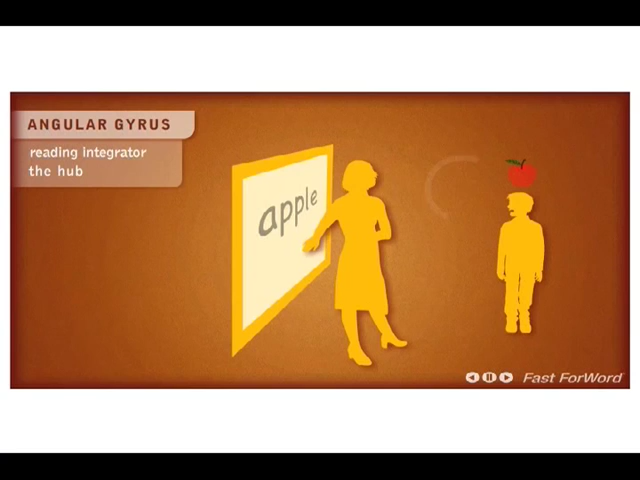 ANGULAR GYRUS
reading integrator
the hub
apple
Fast ForWord